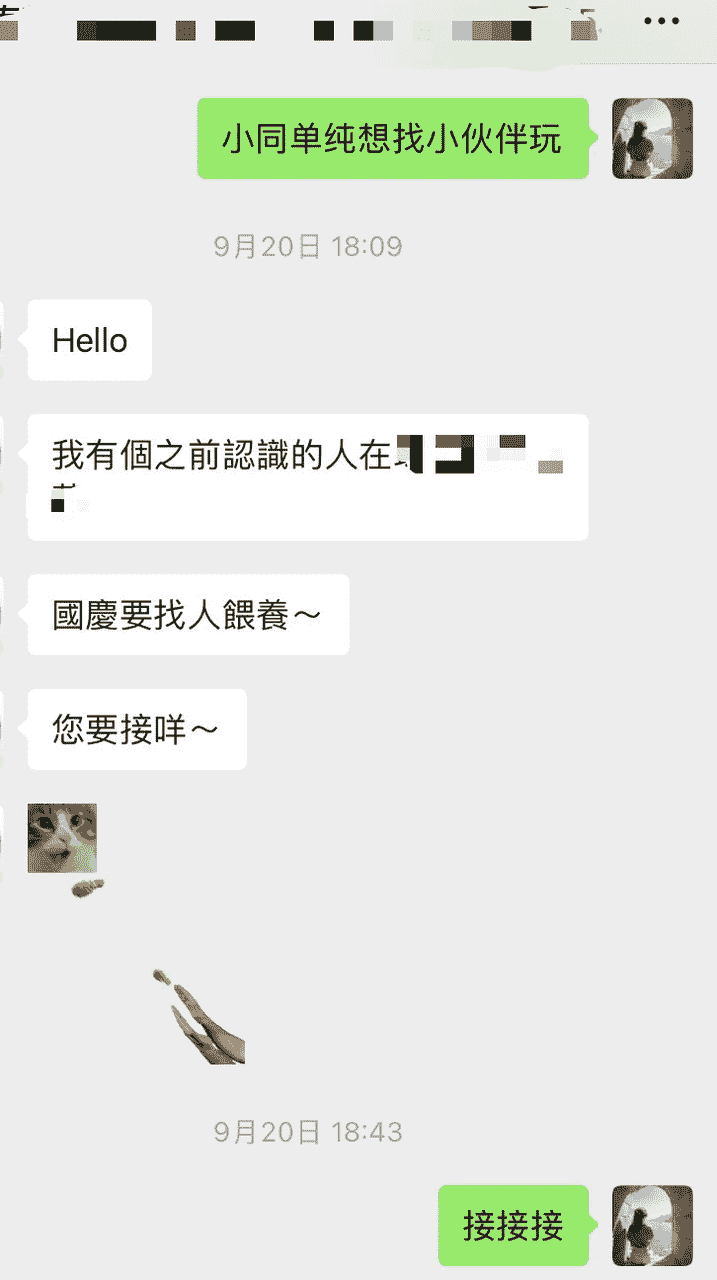 小同单纯想找小伙伴玩
9月20日 18:09
Hello
我有個之前認識的人在
國慶要找人餵養～
您要接咩～
9月20日 18:43
接接接